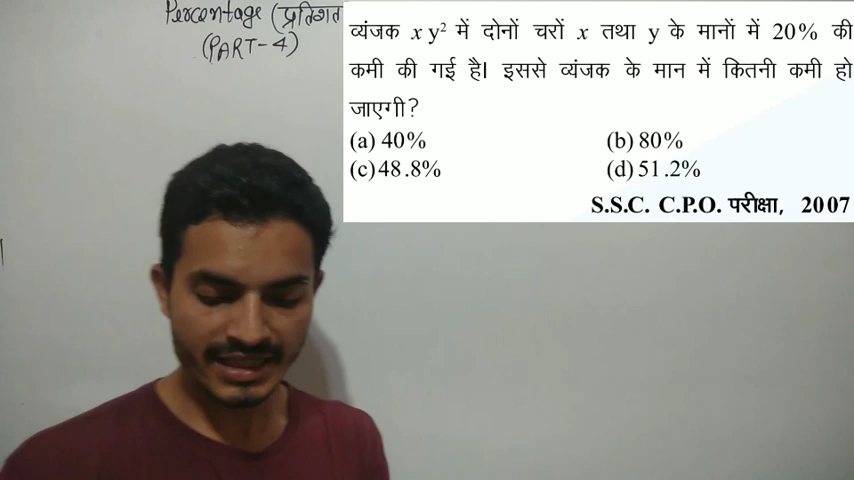 Percentage (प्रतिशत
(PART-4)
व्यंजक x y² में दोनों चरों x तथा y के मानों में 20% की
कमी की गई है। इससे व्यंजक के मान में कितनी कमी हो
जाएगी?
(a) 40% (b) 80%
(c) 48.8% (d) 51.2%
S.S.C. C.P.O. परीक्षा, 2007